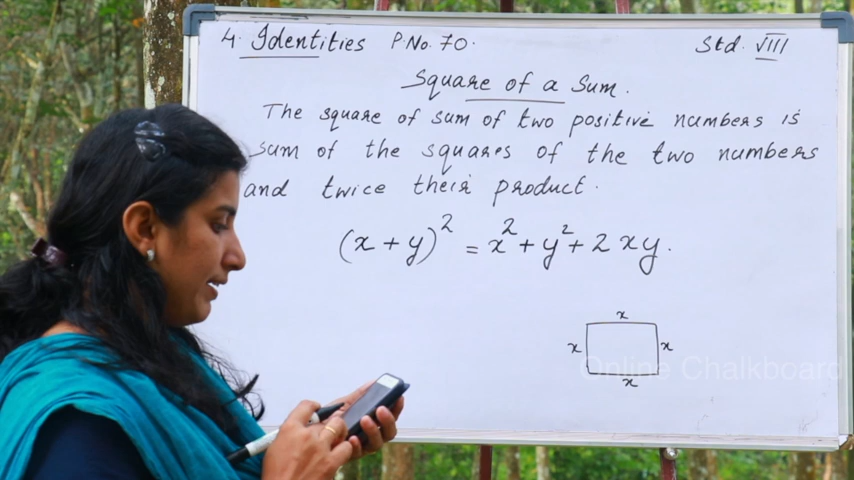 4. Identities P.No. 70.
Std. VIII
Square of a Sum.
The square of sum of two positive numbers is
sum of the squares of the two numbers
and twice their product.
(x + y)² = x² + y² + 2xy.
x
x x
x
Online Chalkboard